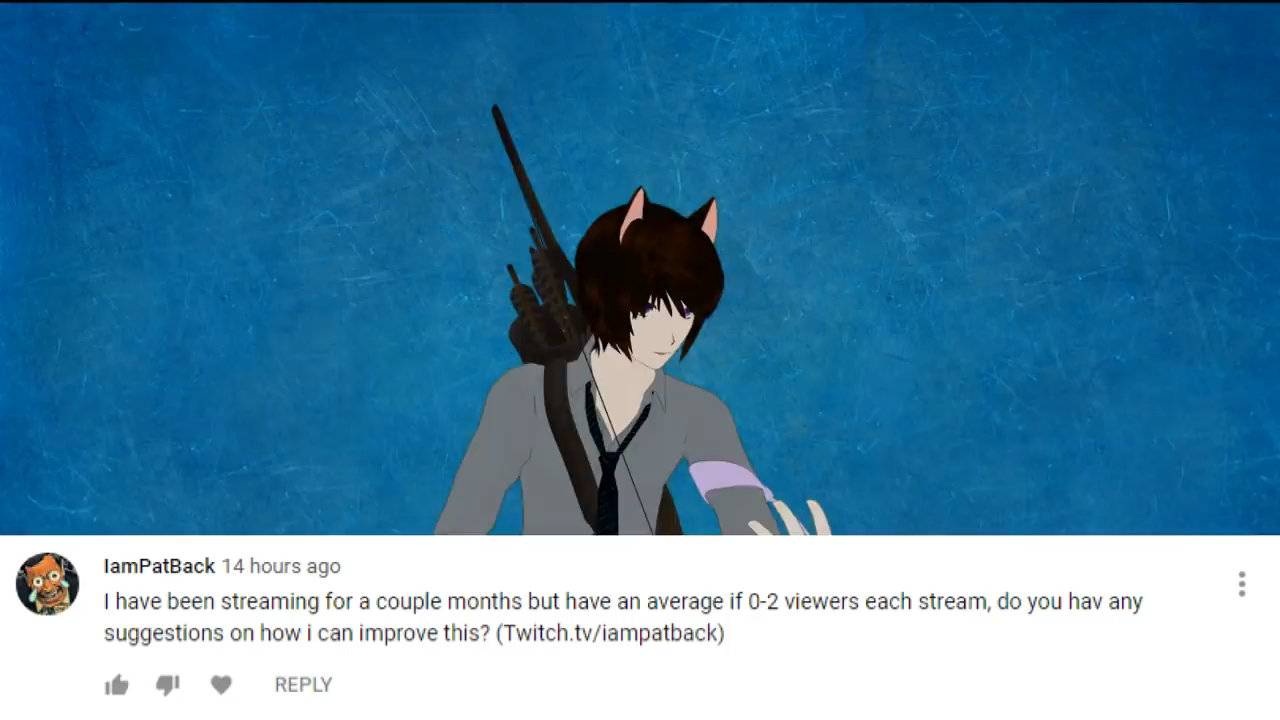 IamPatBack 14 hours ago
I have been streaming for a couple months but have an average if 0-2 viewers each stream, do you hav any
suggestions on how i can improve this? (Twitch.tv/iampatback)
REPLY